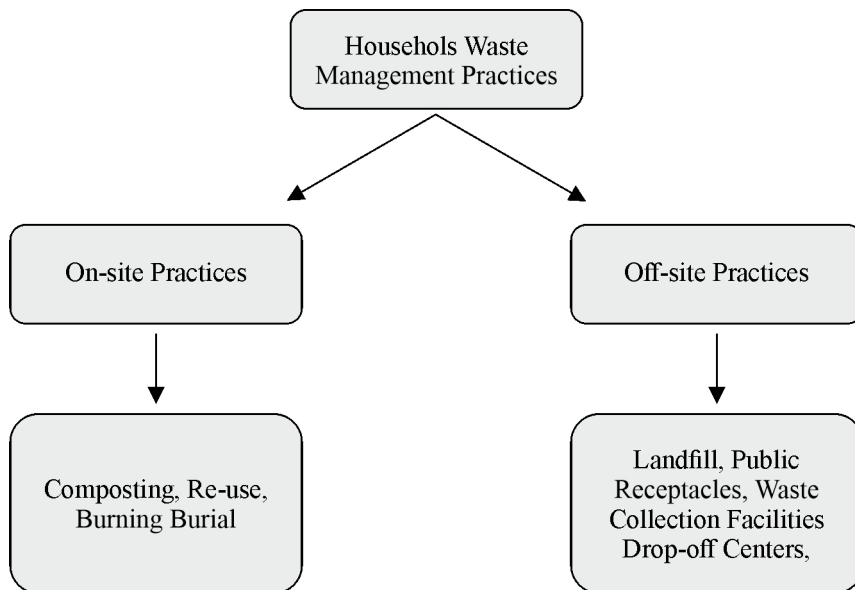 Househols Waste
Management Practices
On-site Practices
Off-site Practices
Composting, Re-use,
Burning Burial
Landfill, Public
Receptacles, Waste
Collection Facilities
Drop-off Centers,